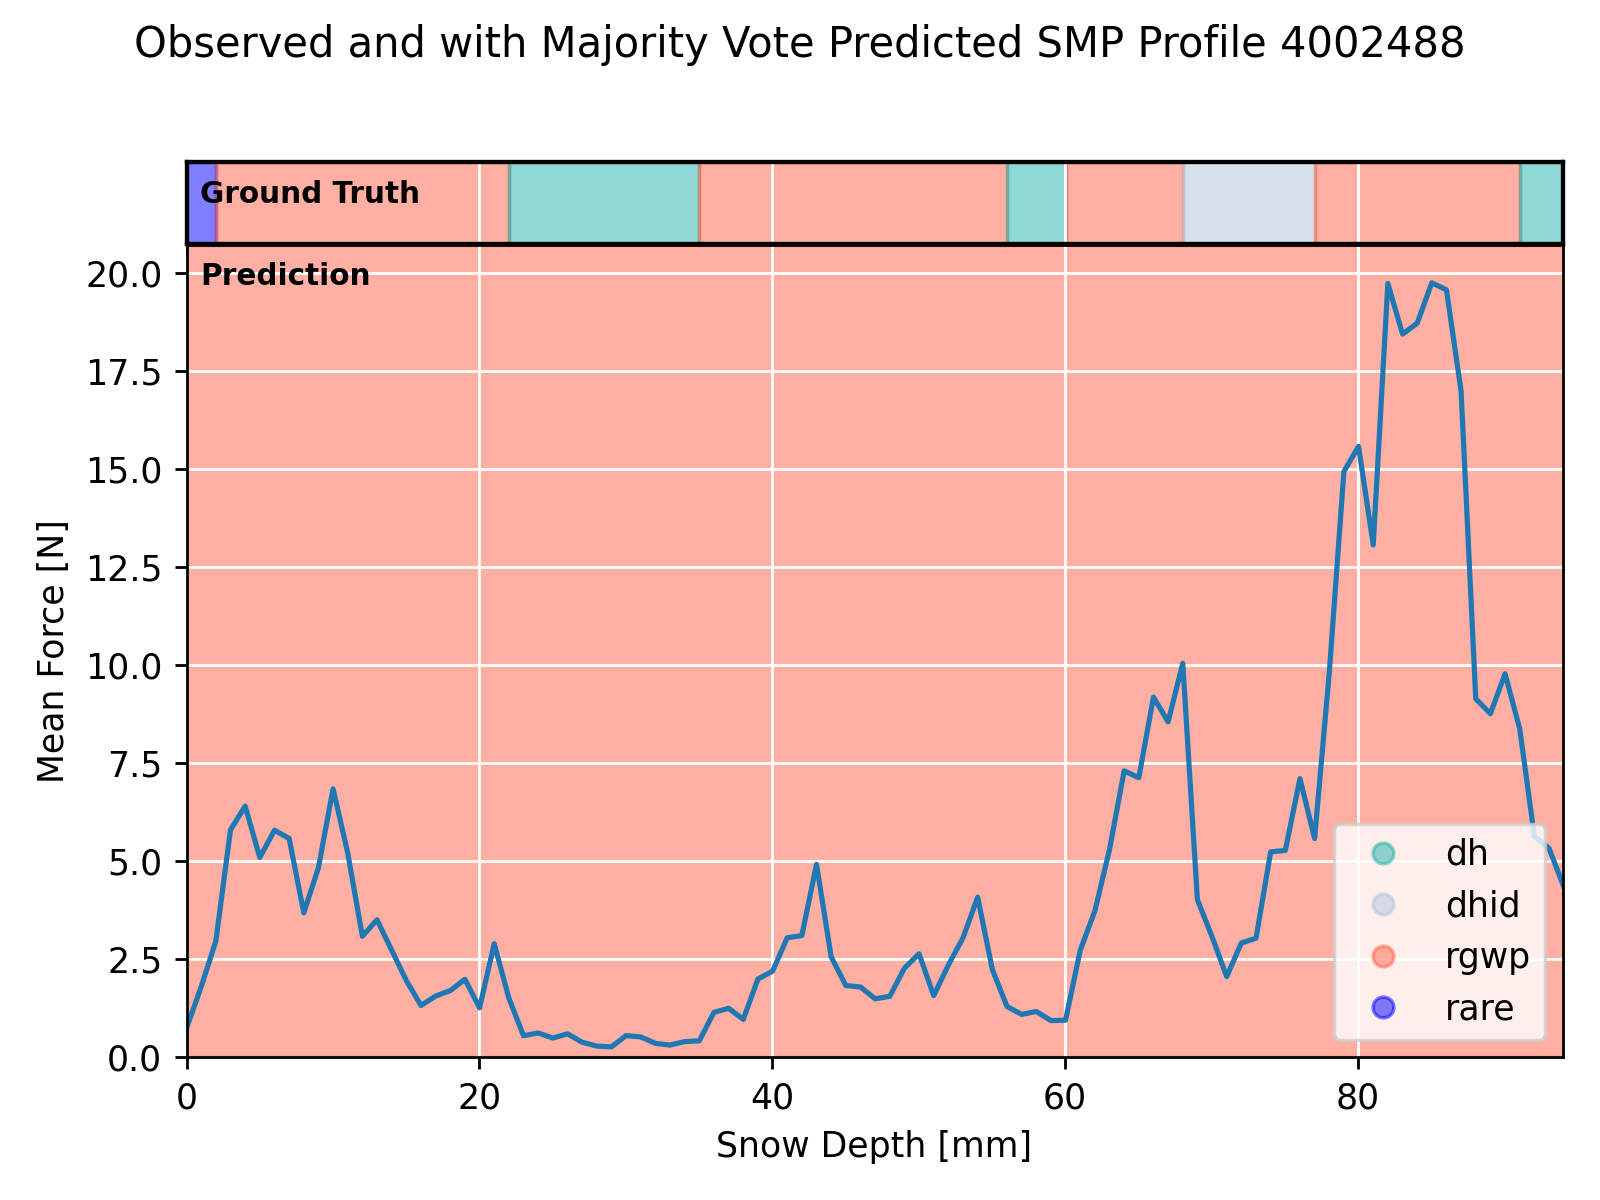 Observed and with Majority Vote Predicted SMP Profile 4002488
Ground Truth
Prediction
20.0
17.5
15.0
12.5
10.0
7.5
5.0
2.5
0.0
Mean Force [N]
dh
dhid
rgwp
rare
0 20 40 60 80
Snow Depth [mm]